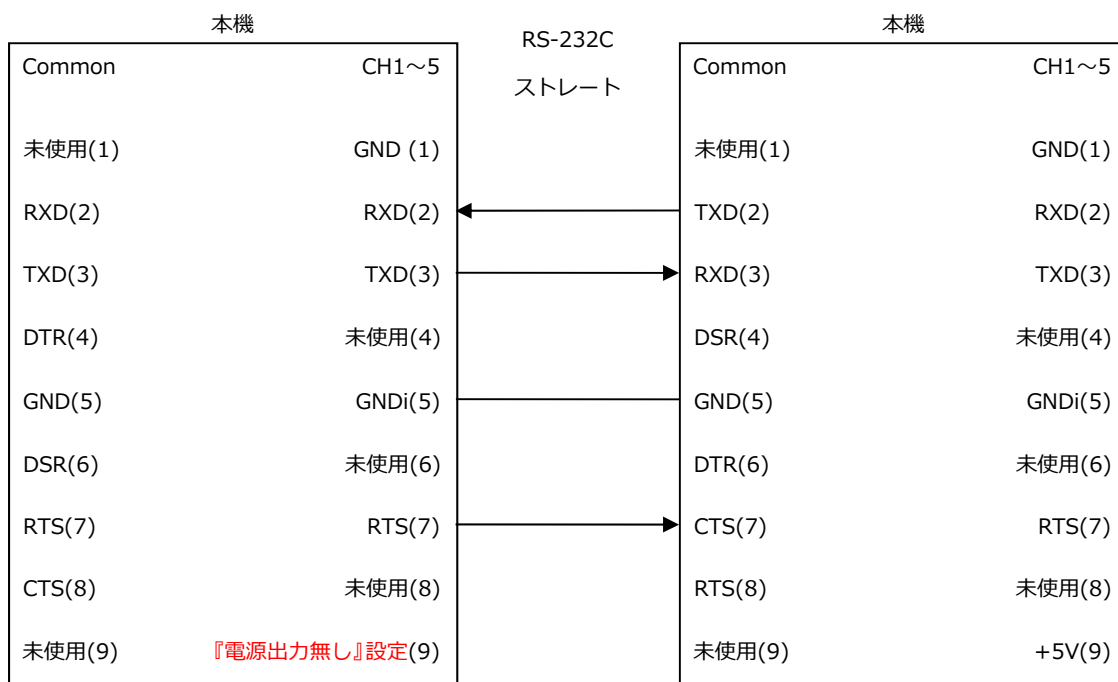 本機 RS-232C 本機
Common CH1～5 ストレート Common CH1～5
未使用(1) GND (1) 未使用(1) GND(1)
RXD(2) RXD(2) TXD(2) RXD(2)
TXD(3) TXD(3) RXD(3) TXD(3)
DTR(4) 未使用(4) DSR(4) 未使用(4)
GND(5) GNDi(5) GND(5) GNDi(5)
DSR(6) 未使用(6) DTR(6) 未使用(6)
RTS(7) RTS(7) CTS(7) RTS(7)
CTS(8) 未使用(8) RTS(8) 未使用(8)
未使用(9) 『電源出力無し』設定(9) 未使用(9) +5V(9)